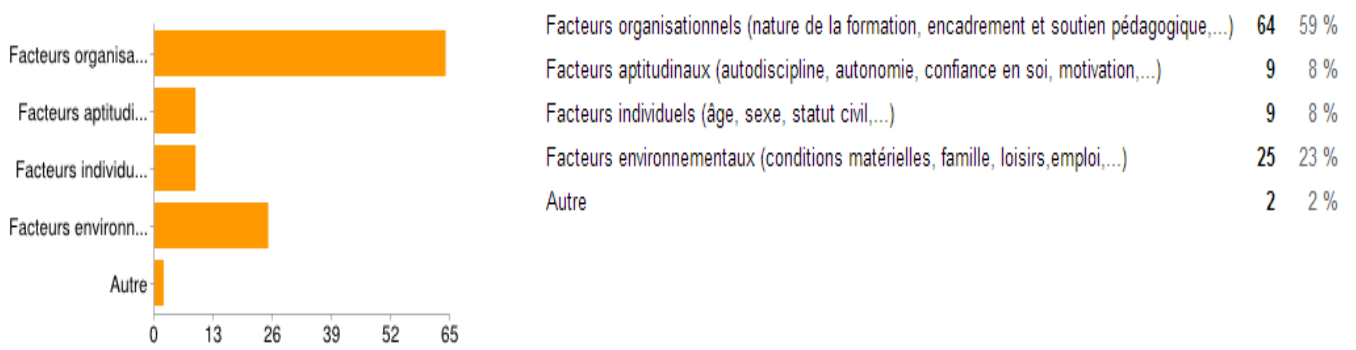 Facteurs organisa...
Facteurs aptitudi...
Facteurs individu...
Facteurs environn...
Autre
0 13 26 39 52 65
Facteurs organisationnels (nature de la formation, encadrement et soutien pédagogique,...) 64 59 %
Facteurs aptitudinaux (autodiscipline, autonomie, confiance en soi, motivation,...) 9 8 %
Facteurs individuels (âge, sexe, statut civil,...) 9 8 %
Facteurs environnementaux (conditions matérielles, famille, loisirs,emploi,...) 25 23 %
Autre 2 2 %